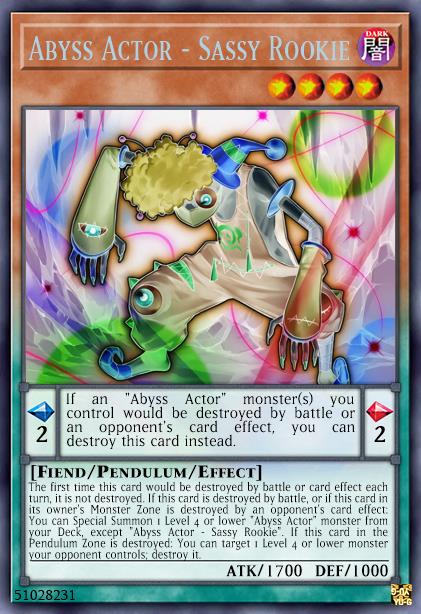 Abyss Actor - Sassy Rookie
DARK
闇
If an "Abyss Actor" monster(s) you
control would be destroyed by battle or
an opponent's card effect, you can
destroy this card instead.
2
2
[Fiend/Pendulum/Effect]
The first time this card would be destroyed by battle or card effect each
turn, it is not destroyed. If this card is destroyed by battle, or if this card in
its owner's Monster Zone is destroyed by an opponent's card effect:
You can Special Summon 1 Level 4 or lower "Abyss Actor" monster from
your Deck, except "Abyss Actor - Sassy Rookie". If this card in the
Pendulum Zone is destroyed: You can target 1 Level 4 or lower monster
your opponent controls; destroy it.
ATK/1700 DEF/1000
51028231